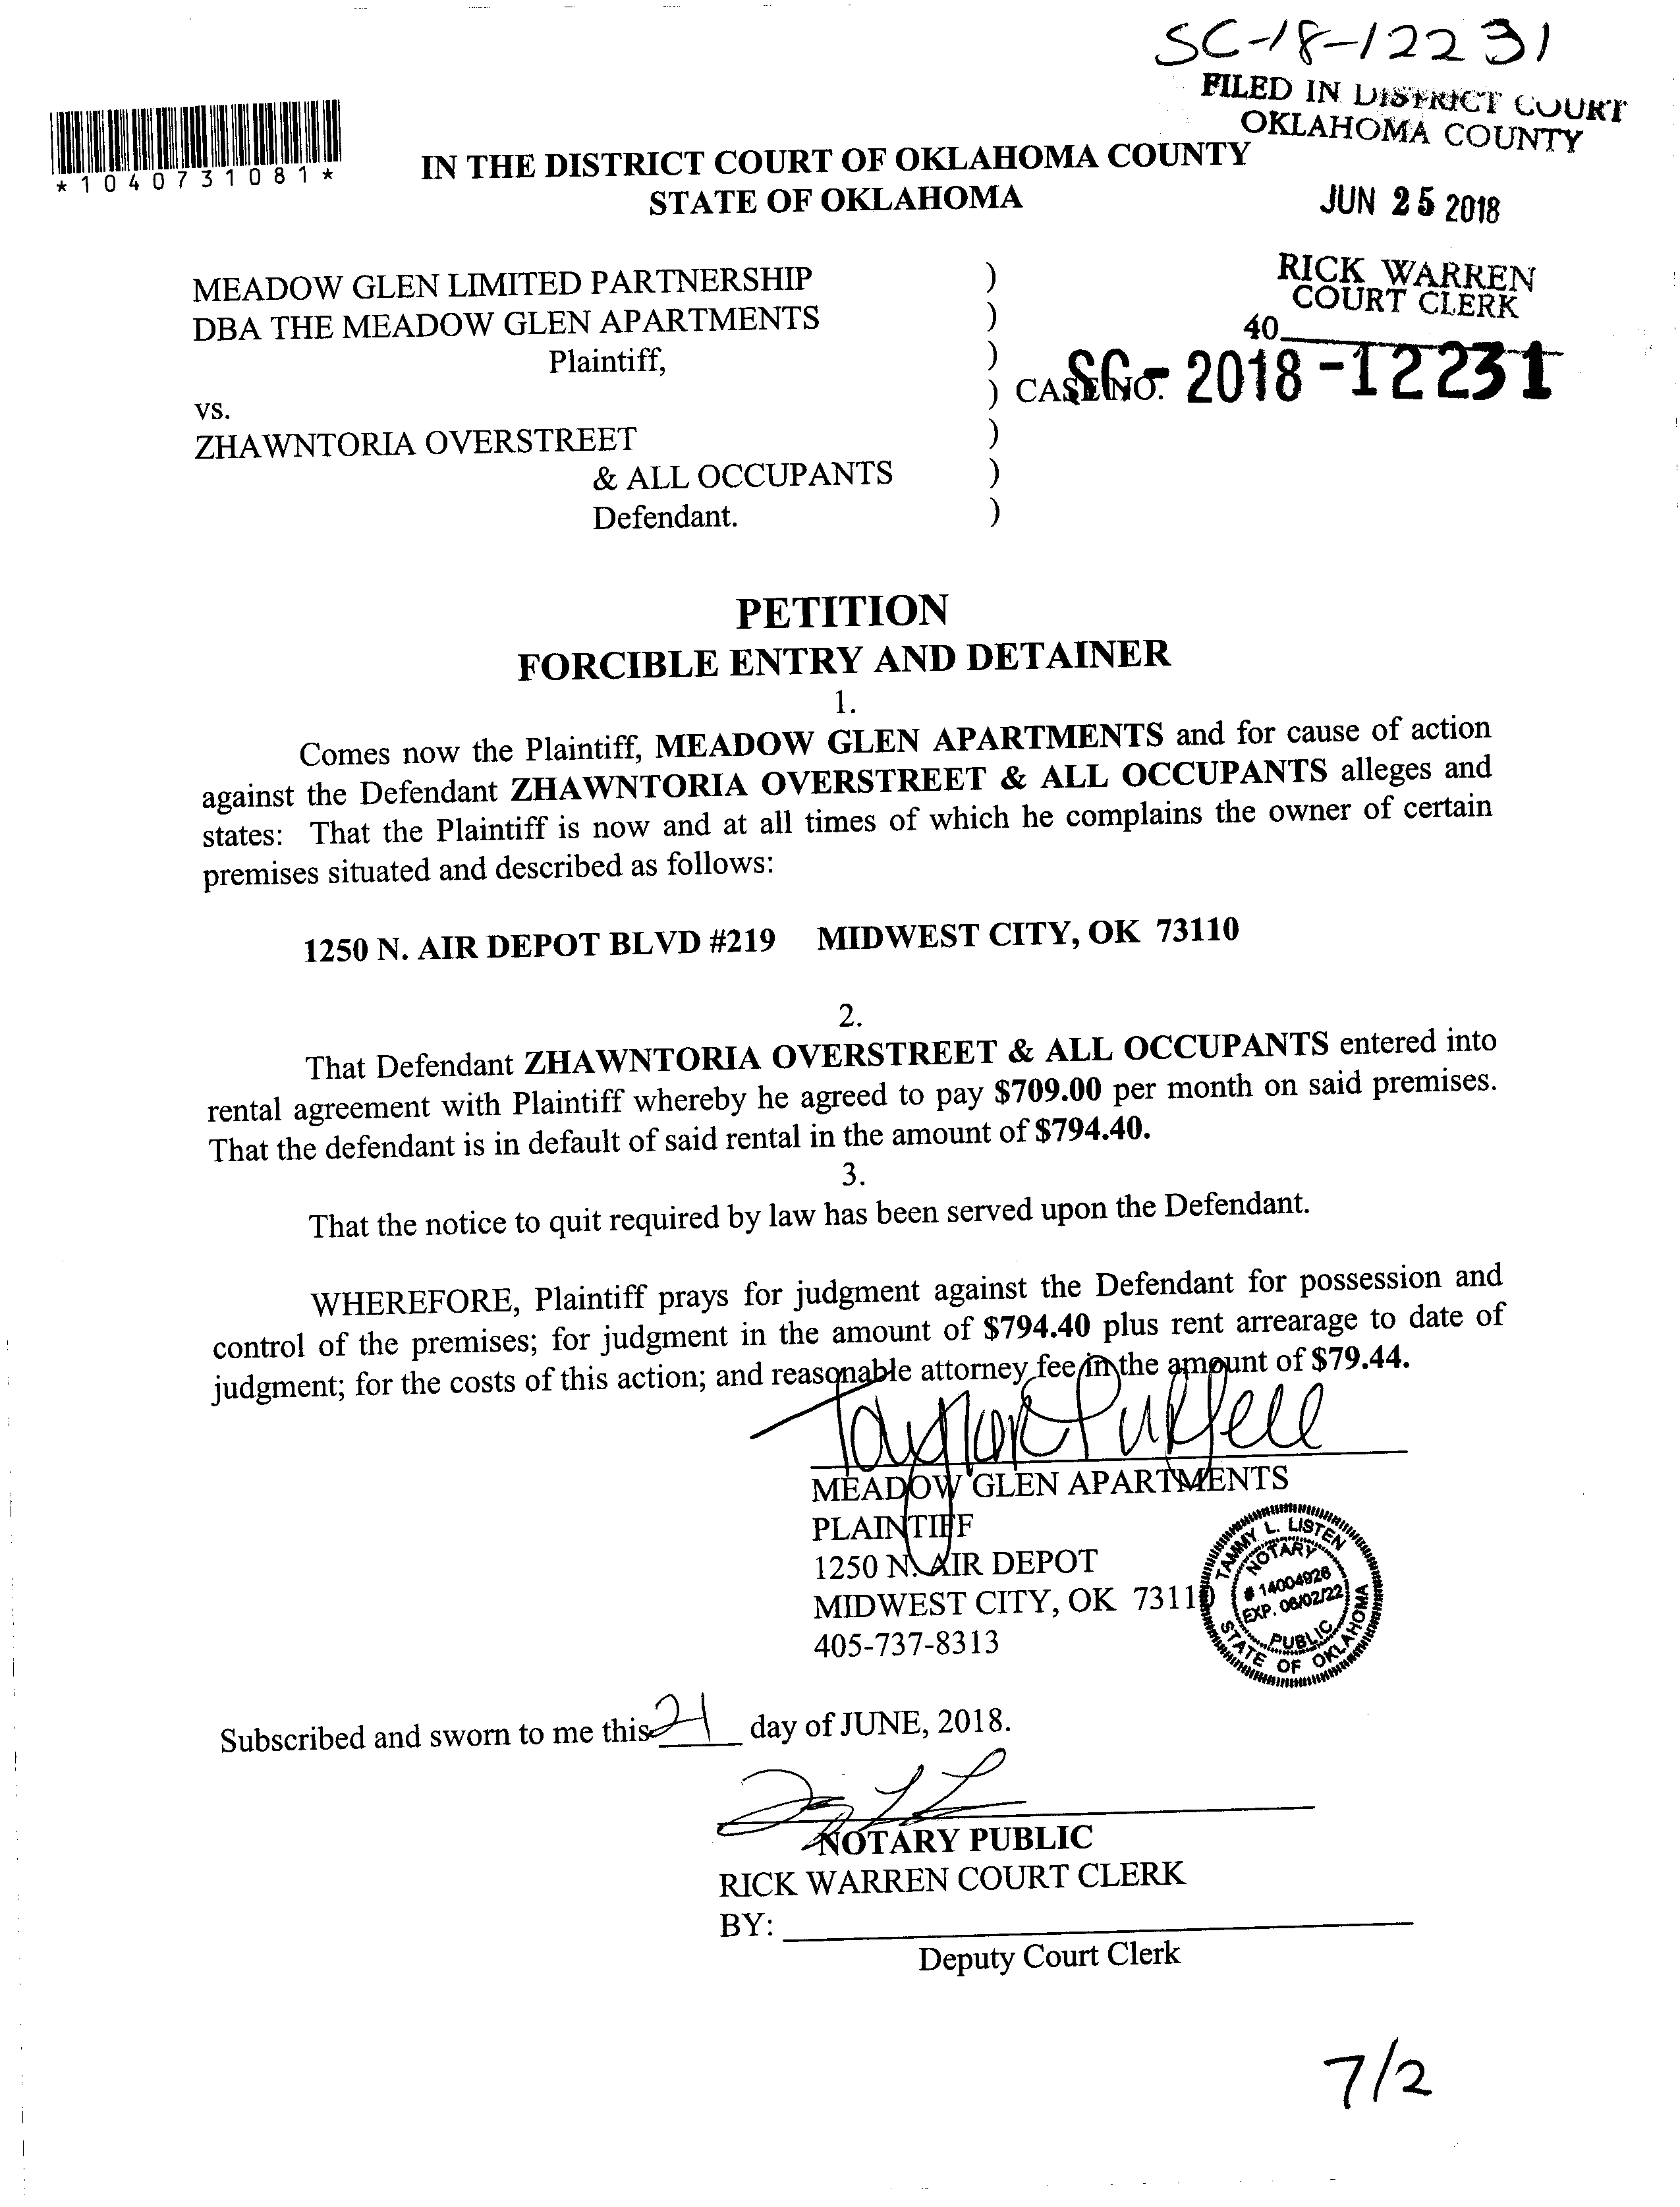 SC-18-12231
FILED IN DISTRICT COURT
OKLAHOMA COUNTY
*1040731081*
IN THE DISTRICT COURT OF OKLAHOMA COUNTY
STATE OF OKLAHOMA
JUN 25 2018
MEADOW GLEN LIMITED PARTNERSHIP )
DBA THE MEADOW GLEN APARTMENTS )
Plaintiff, )
RICK WARREN
COURT CLERK
40
) CASE NO. SC-2018-12231
vs.
ZHAWNTORIA OVERSTREET )
& ALL OCCUPANTS )
Defendant. )
PETITION
FORCIBLE ENTRY AND DETAINER
1.
Comes now the Plaintiff, MEADOW GLEN APARTMENTS and for cause of action
against the Defendant ZHAWNTORIA OVERSTREET & ALL OCCUPANTS alleges and
states: That the Plaintiff is now and at all times of which he complains the owner of certain
premises situated and described as follows:
1250 N. AIR DEPOT BLVD #219 MIDWEST CITY, OK 73110
2.
That Defendant ZHAWNTORIA OVERSTREET & ALL OCCUPANTS entered into
rental agreement with Plaintiff whereby he agreed to pay $709.00 per month on said premises.
That the defendant is in default of said rental in the amount of $794.40.
3.
That the notice to quit required by law has been served upon the Defendant.
WHEREFORE, Plaintiff prays for judgment against the Defendant for possession and
control of the premises; for judgment in the amount of $794.40 plus rent arrearage to date of
judgment; for the costs of this action; and reasonable attorney fee in the amount of $79.44.
Taylor Purfell
MEADOW GLEN APARTMENTS
PLAINTIFF
1250 N. AIR DEPOT
MIDWEST CITY, OK 73110
405-737-8313
TAMMY L. LISTEN
NOTARY
# 14004926
EXP. 06/02/22
PUBLIC
STATE OF OKLAHOMA
Subscribed and sworn to me this 21 day of JUNE, 2018.
NOTARY PUBLIC
RICK WARREN COURT CLERK
BY:
Deputy Court Clerk
7/2